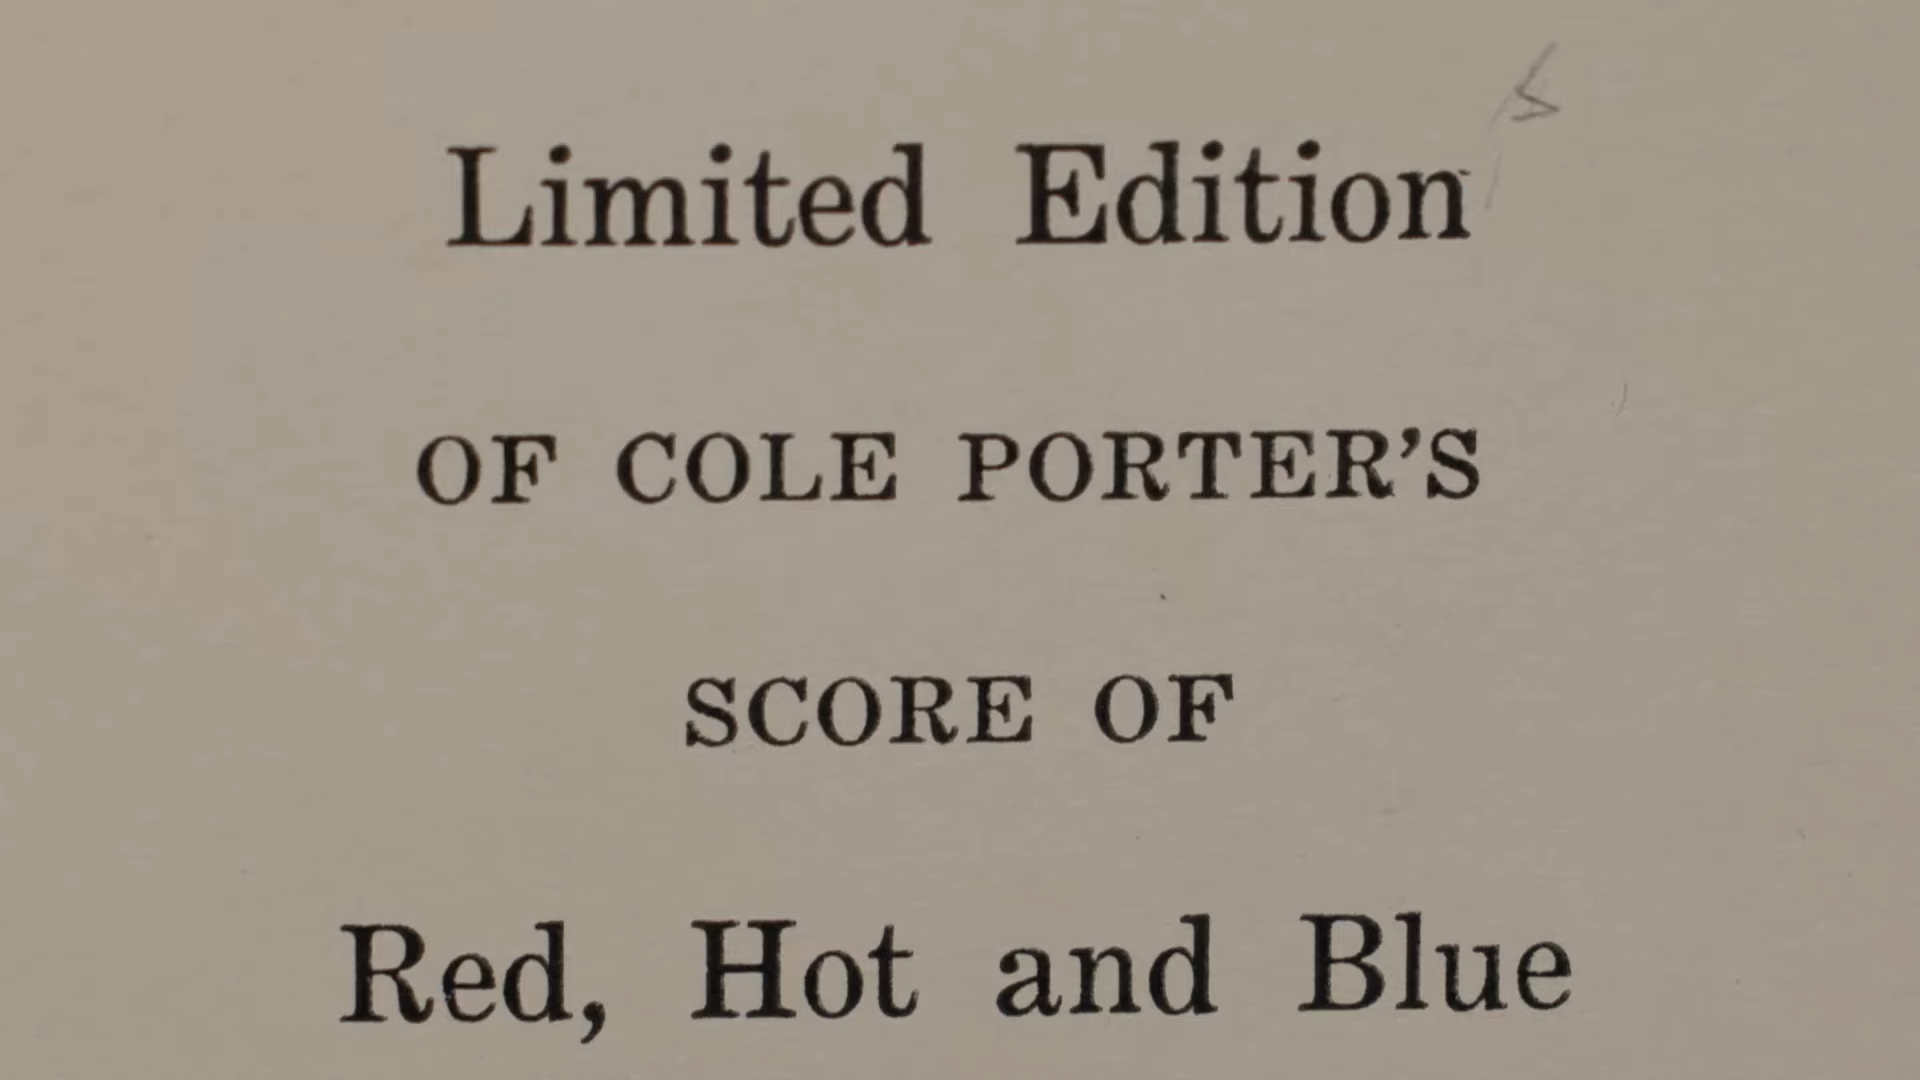 Limited Edition
OF COLE PORTER'S
SCORE OF
Red, Hot and Blue